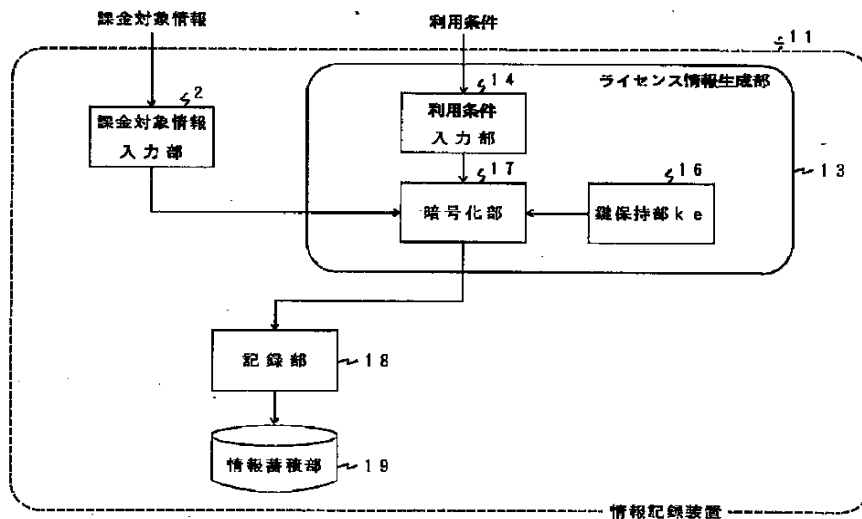 課金対象情報
利用条件
11
ライセンス情報生成部
2
課金対象情報
入力部
14
利用条件
入力部
13
17
暗号化部
16
鍵保持部ke
記録部
18
情報蓄積部
19
情報記録装置